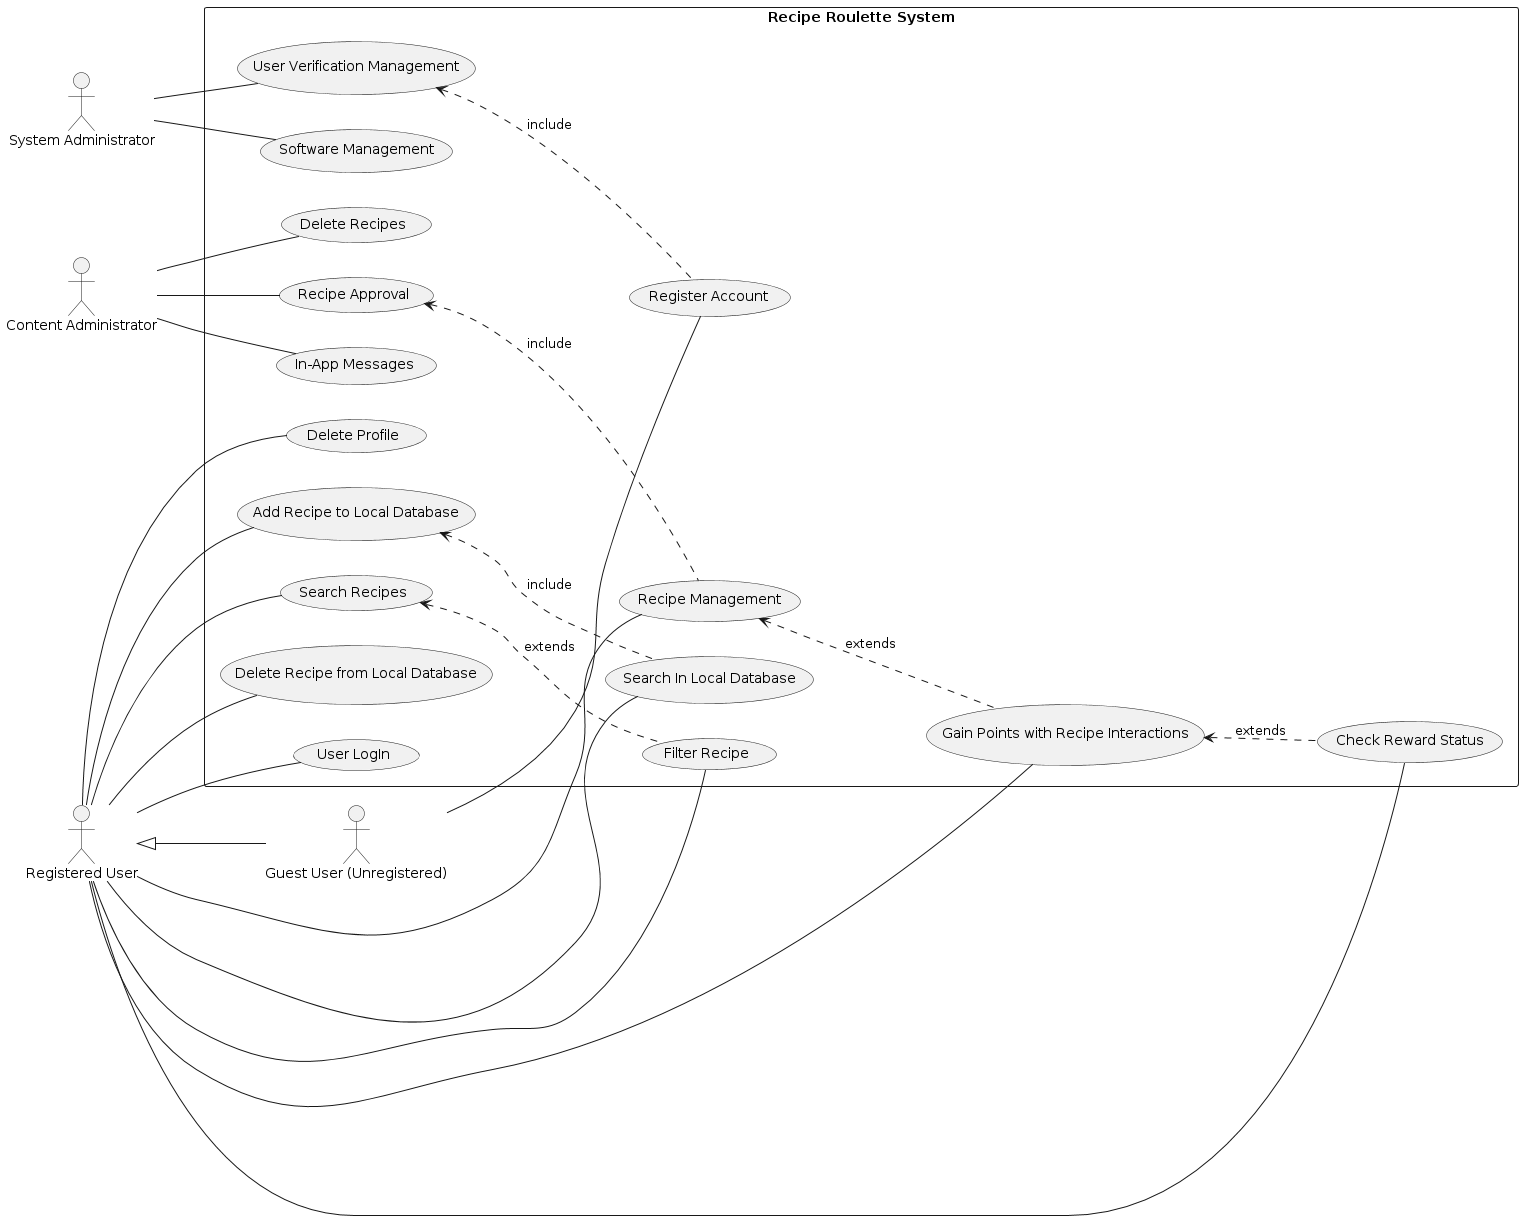 Recipe Roulette System
User Verification Management
System Administrator
include
Software Management
Delete Recipes
Recipe Approval
Register Account
Content Administrator
include
In-App Messages
Delete Profile
Add Recipe to Local Database
include
Search Recipes
Recipe Management
extends
extends
Delete Recipe from Local Database
Search In Local Database
Gain Points with Recipe Interactions
extends
Check Reward Status
User LogIn
Filter Recipe
Registered User
Guest User (Unregistered)